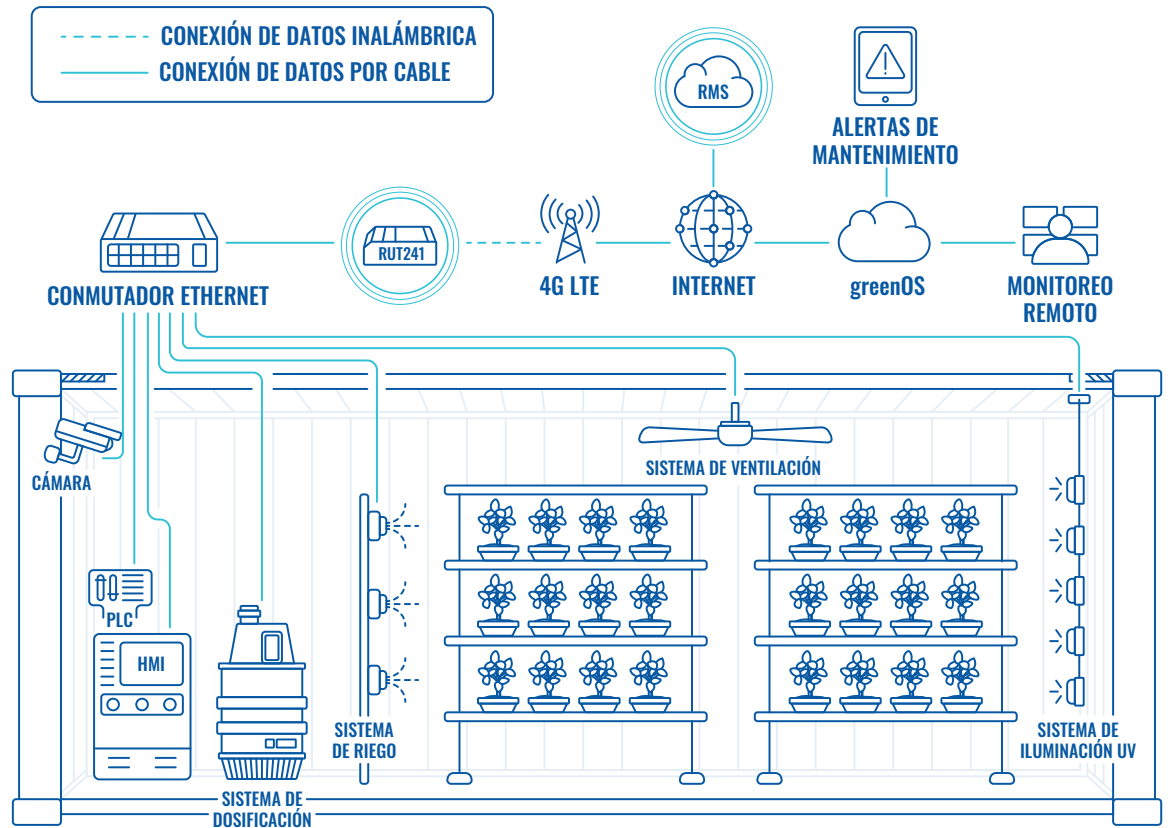 CONEXIÓN DE DATOS INALÁMBRICA
CONEXIÓN DE DATOS POR CABLE
RMS
ALERTAS DE
MANTENIMIENTO
RUT241
CONMUTADOR ETHERNET
4G LTE
INTERNET
greenOS
MONITOREO
REMOTO
CÁMARA
SISTEMA DE VENTILACIÓN
PLC
HMI
SISTEMA
DE RIEGO
SISTEMA DE
ILUMINACIÓN UV
SISTEMA DE
DOSIFICACIÓN